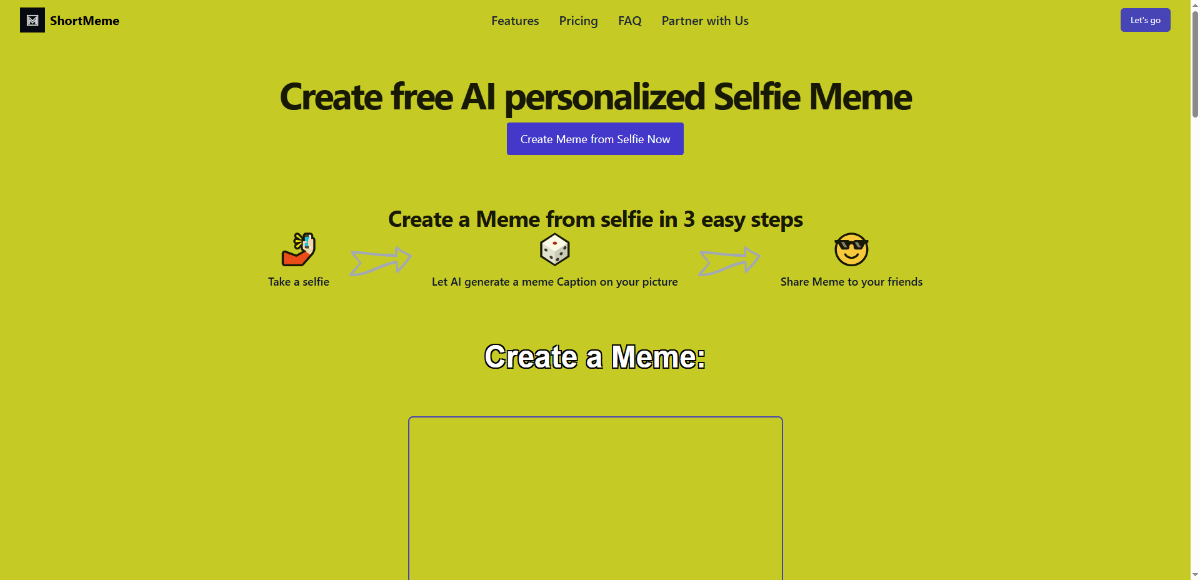 ShortMeme
Features
Pricing
FAQ
Partner with Us
Let's go
Create free AI personalized Selfie Meme
Create Meme from Selfie Now
Create a Meme from selfie in 3 easy steps
Take a selfie
Let AI generate a meme Caption on your picture
Share Meme to your friends
Create a Meme: